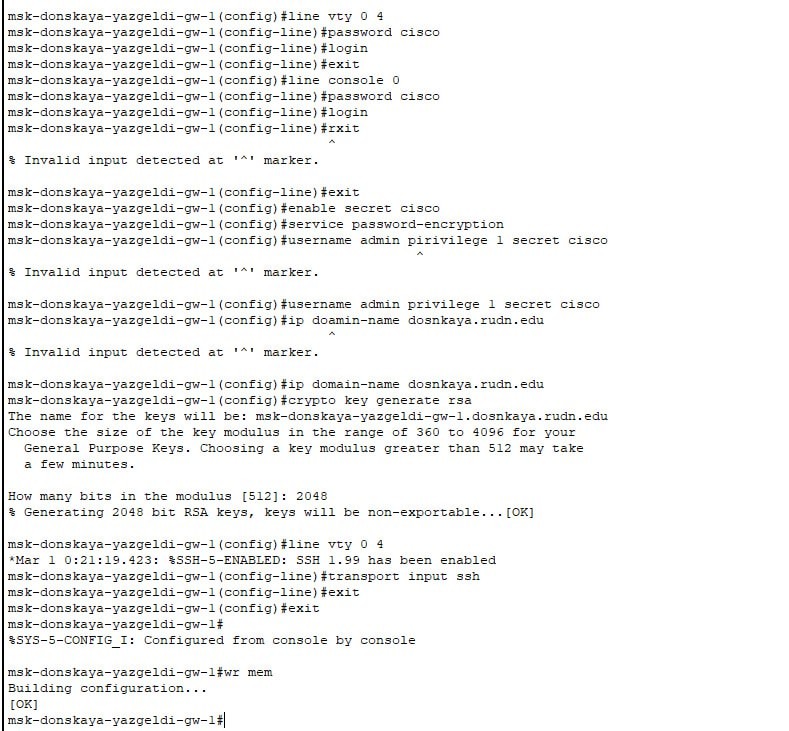 msk-donskaya-yazgeldi-gw-1(config)#line vty 0 4
msk-donskaya-yazgeldi-gw-1(config-line)#password cisco
msk-donskaya-yazgeldi-gw-1(config-line)#login
msk-donskaya-yazgeldi-gw-1(config-line)#exit
msk-donskaya-yazgeldi-gw-1(config)#line console 0
msk-donskaya-yazgeldi-gw-1(config-line)#password cisco
msk-donskaya-yazgeldi-gw-1(config-line)#login
msk-donskaya-yazgeldi-gw-1(config-line)#rxit
^
% Invalid input detected at '^' marker.
msk-donskaya-yazgeldi-gw-1(config-line)#exit
msk-donskaya-yazgeldi-gw-1(config)#enable secret cisco
msk-donskaya-yazgeldi-gw-1(config)#service password-encryption
msk-donskaya-yazgeldi-gw-1(config)#username admin pirivilege 1 secret cisco
^
% Invalid input detected at '^' marker.
msk-donskaya-yazgeldi-gw-1(config)#username admin privilege 1 secret cisco
msk-donskaya-yazgeldi-gw-1(config)#ip doamin-name dosnkaya.rudn.edu
^
% Invalid input detected at '^' marker.
msk-donskaya-yazgeldi-gw-1(config)#ip domain-name dosnkaya.rudn.edu
msk-donskaya-yazgeldi-gw-1(config)#crypto key generate rsa
The name for the keys will be: msk-donskaya-yazgeldi-gw-1.dosnkaya.rudn.edu
Choose the size of the key modulus in the range of 360 to 4096 for your
General Purpose Keys. Choosing a key modulus greater than 512 may take
a few minutes.
How many bits in the modulus [512]: 2048
% Generating 2048 bit RSA keys, keys will be non-exportable...[OK]
msk-donskaya-yazgeldi-gw-1(config)#line vty 0 4
*Mar 1 0:21:19.423: %SSH-5-ENABLED: SSH 1.99 has been enabled
msk-donskaya-yazgeldi-gw-1(config-line)#transport input ssh
msk-donskaya-yazgeldi-gw-1(config-line)#exit
msk-donskaya-yazgeldi-gw-1(config)#exit
msk-donskaya-yazgeldi-gw-1#
%SYS-5-CONFIG_I: Configured from console by console
msk-donskaya-yazgeldi-gw-1#wr mem
Building configuration...
[OK]
msk-donskaya-yazgeldi-gw-1#